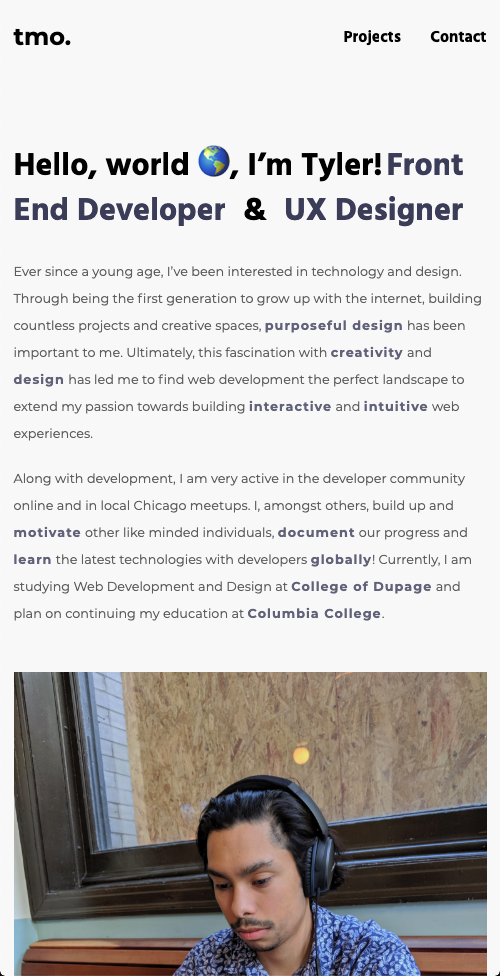 tmo.
Projects Contact
Hello, world 🌎, I’m Tyler! Front
End Developer & UX Designer
Ever since a young age, I’ve been interested in technology and design.
Through being the first generation to grow up with the internet, building
countless projects and creative spaces, purposeful design has been
important to me. Ultimately, this fascination with creativity and
design has led me to find web development the perfect landscape to
extend my passion towards building interactive and intuitive web
experiences.
Along with development, I am very active in the developer community
online and in local Chicago meetups. I, amongst others, build up and
motivate other like minded individuals, document our progress and
learn the latest technologies with developers globally! Currently, I am
studying Web Development and Design at College of Dupage and
plan on continuing my education at Columbia College.